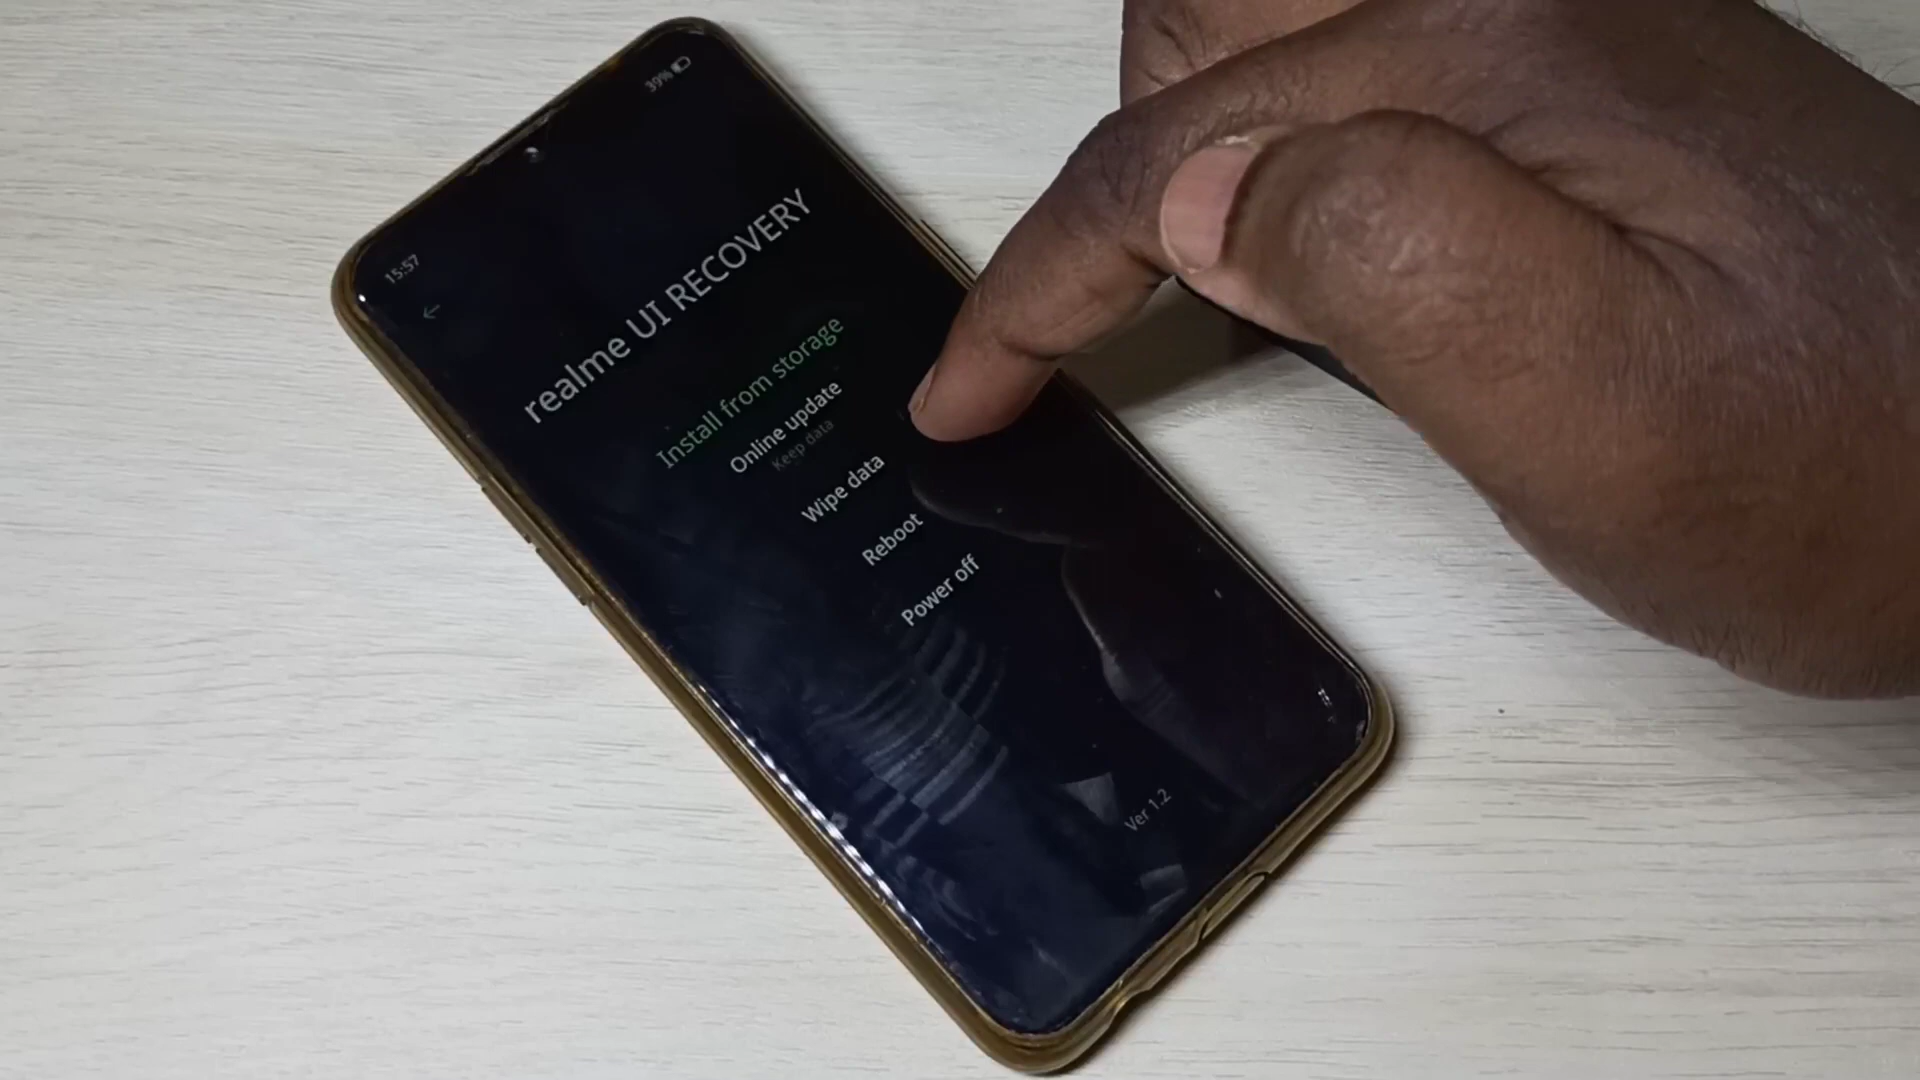 39%
15:57
←
realme UI RECOVERY
Install from storage
Online update
Keep data
Wipe data
Reboot
Power off
Ver 1.2